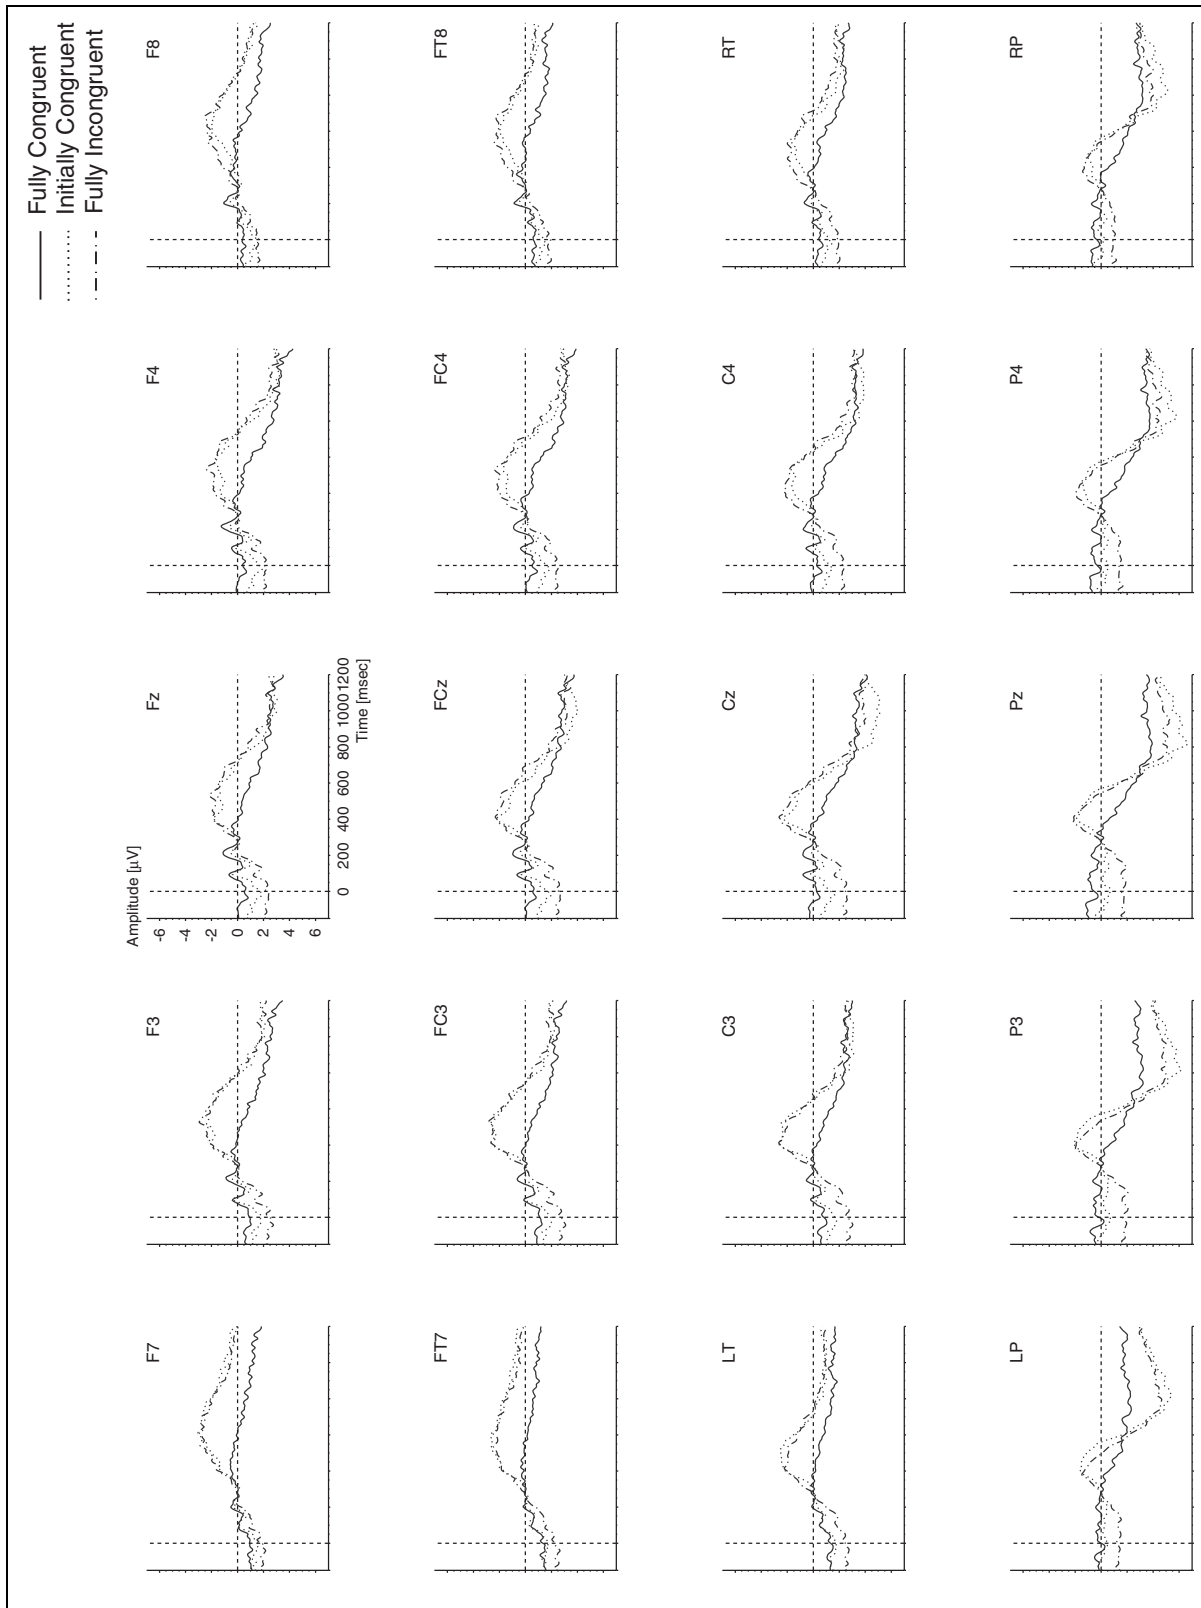 Fully Congruent
Initially Congruent
Fully Incongruent
F7
F3
Fz
F4
F8
Amplitude [µV]
-6
-4
-2
0
2
4
6
0 200 400 600 800 1000 1200
Time [msec]
FT7
FC3
FCz
FC4
FT8
LT
C3
Cz
C4
RT
LP
P3
Pz
P4
RP